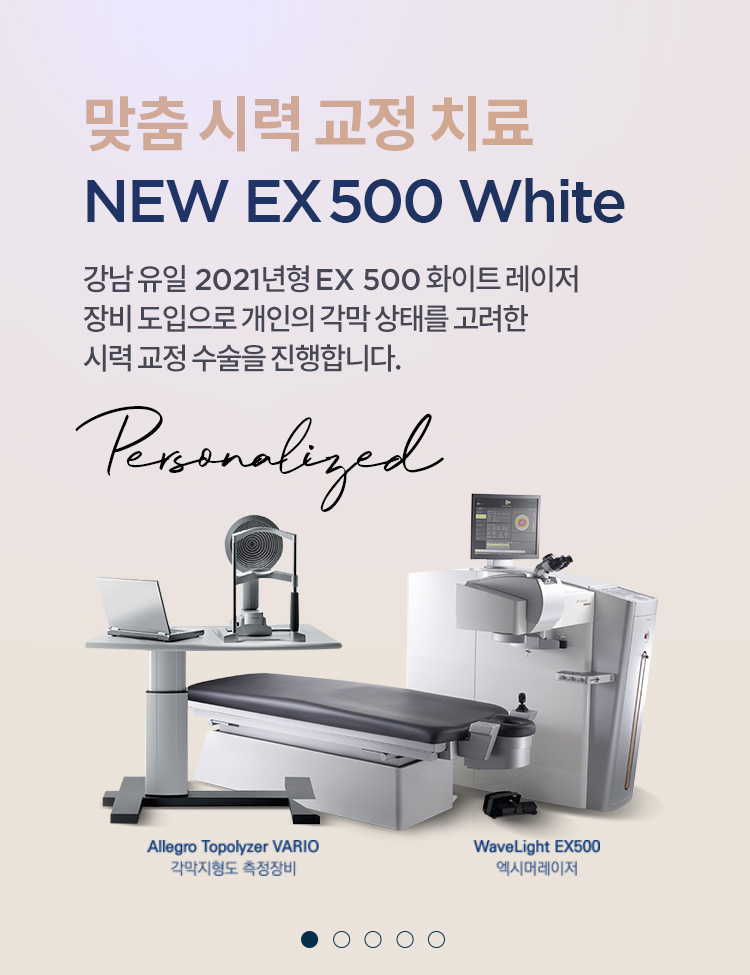 맞춤 시력 교정 치료
NEW EX500 White
강남 유일 2021년형 EX 500 화이트 레이저
장비 도입으로 개인의 각막 상태를 고려한
시력 교정 수술을 진행합니다.
Personalized
Allegro Topolyzer VARIO
각막지형도 측정장비
WaveLight EX500
엑시머레이저